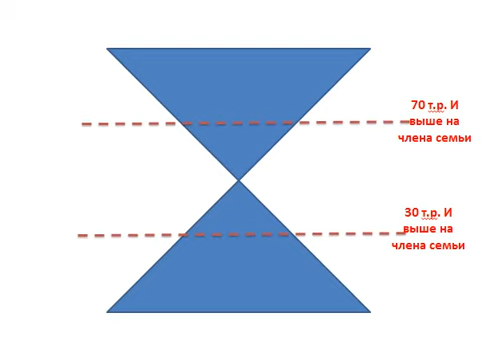 70 т.р. И
выше на
члена семьи
30 т.р. И
выше на
члена семьи